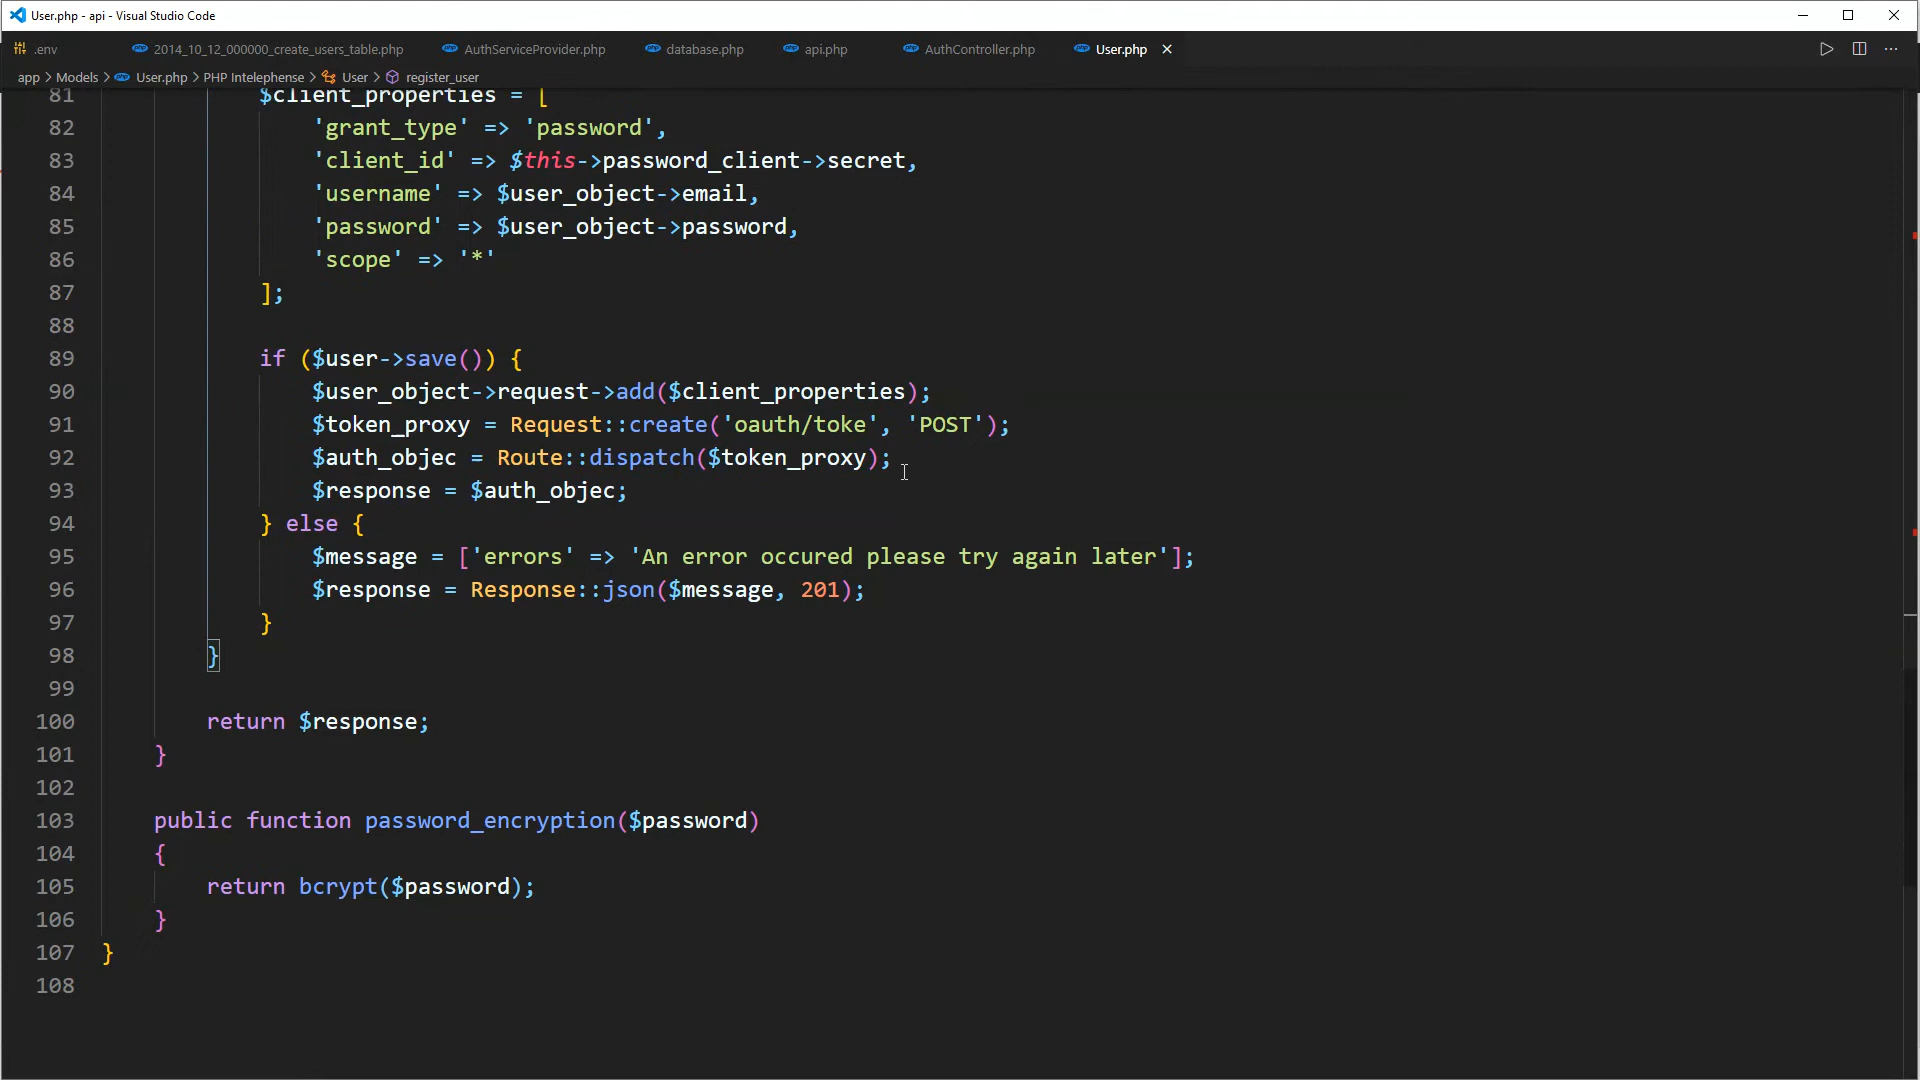 User.php - api - Visual Studio Code
.env 2014_10_12_000000_create_users_table.php AuthServiceProvider.php database.php api.php AuthController.php User.php
app > Models > User.php > PHP Intelephense > User > register_user
81 $client_properties = [
82 'grant_type' => 'password',
83 'client_id' => $this->password_client->secret,
84 'username' => $user_object->email,
85 'password' => $user_object->password,
86 'scope' => '*'
87 ];
88
89 if ($user->save()) {
90 $user_object->request->add($client_properties);
91 $token_proxy = Request::create('oauth/toke', 'POST');
92 $auth_objec = Route::dispatch($token_proxy);
93 $response = $auth_objec;
94 } else {
95 $message = ['errors' => 'An error occured please try again later'];
96 $response = Response::json($message, 201);
97 }
98 }
99
100 return $response;
101 }
102
103 public function password_encryption($password)
104 {
105 return bcrypt($password);
106 }
107 }
108